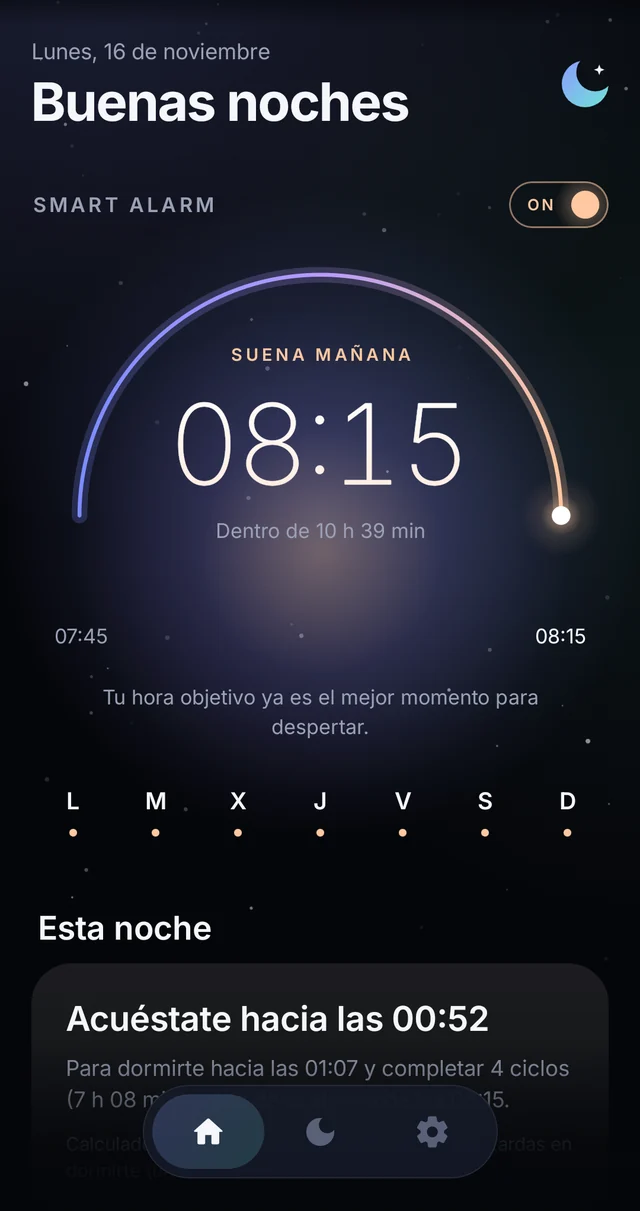 Lunes, 16 de noviembre
Buenas noches
SMART ALARM
ON
SUENA MAÑANA
08:15
Dentro de 10 h 39 min
07:45
08:15
Tu hora objetivo ya es el mejor momento para
despertar.
L M X J V S D
Esta noche
Acuéstate hacia las 00:52
Para dormirte hacia las 01:07 y completar 4 ciclos
(7 h 08